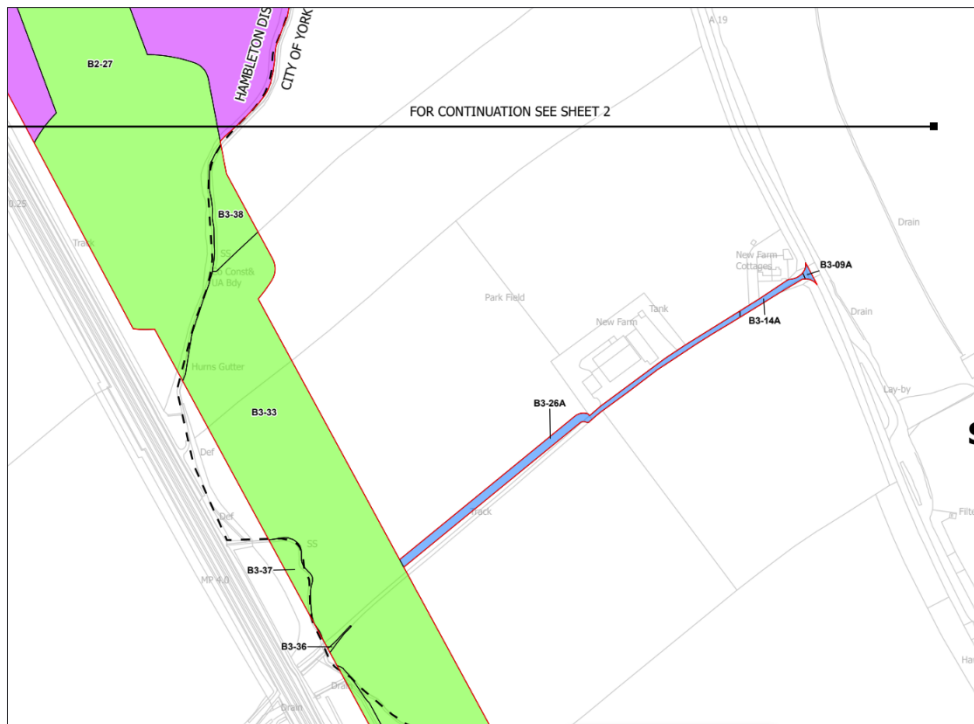 A 19
HAMBLETON DIS
CITY OF YORK
B2-27
FOR CONTINUATION SEE SHEET 2
Track
B3-38
SS
Constlk
UA Bdy
Drain
New Farm
Cottages
B3-09A
B3-14A
Drain
Park Field
Tank
New Farm
Hurns Gutter
Lay-by
B3-33
B3-26A
S
Def
Track
Def
SS
MP 4.0
B3-37
B3-36
Drain
Drain